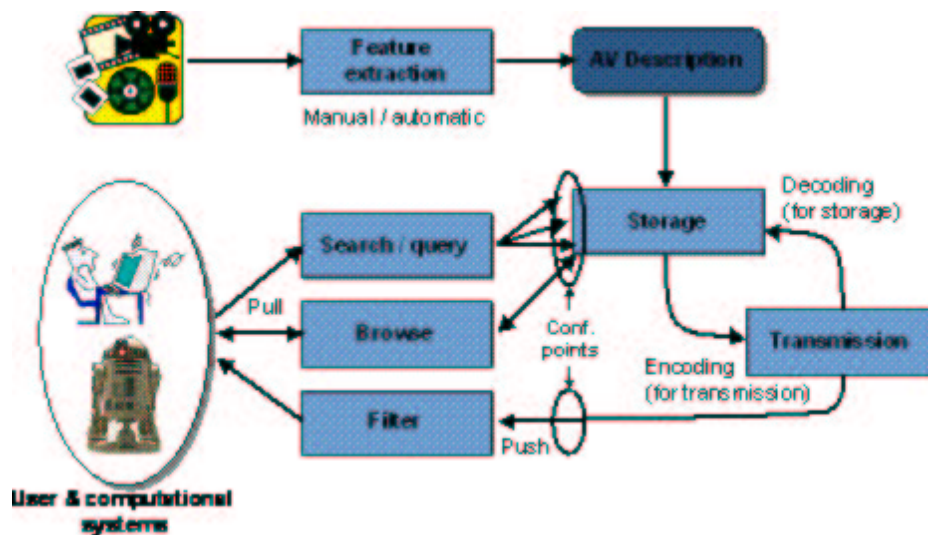 Feature
extraction
AV Description
Manual / automatic
Decoding
(for storage)
Storage
Search / query
Pull
Browse
Conf.
points
Transmission
Encoding
(for transmission)
Filter
Push
User & computational
systems